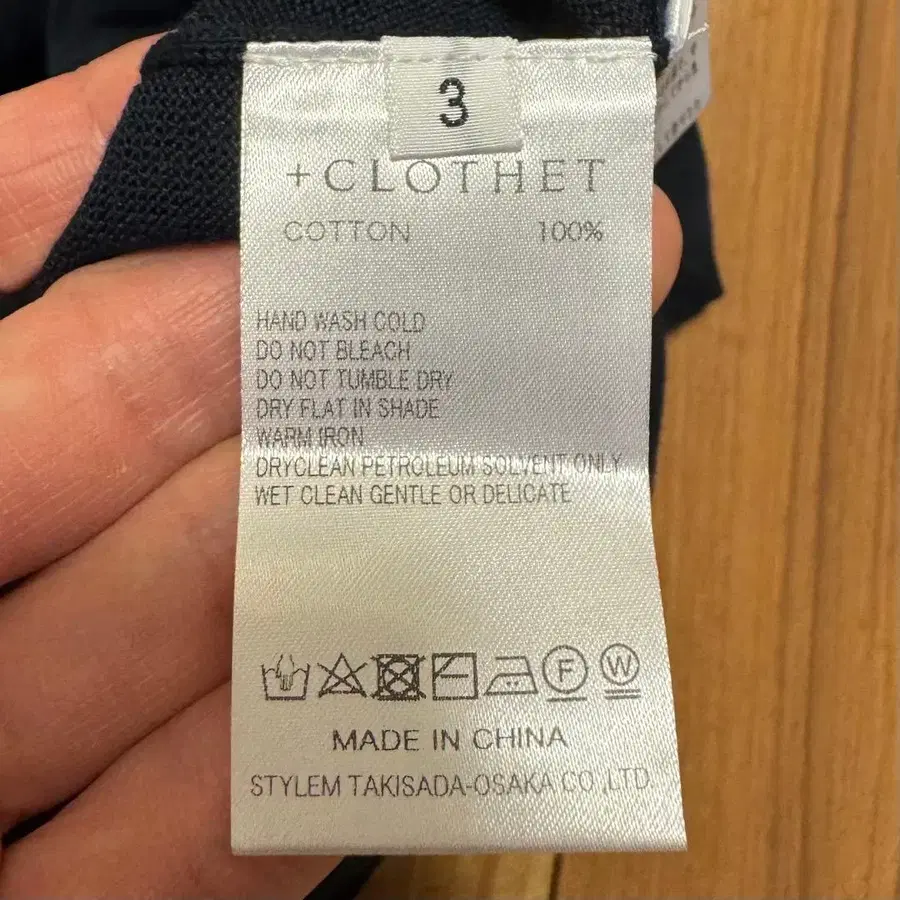 3
+CLOTHET
COTTON 100%
HAND WASH COLD
DO NOT BLEACH
DO NOT TUMBLE DRY
DRY FLAT IN SHADE
WARM IRON
DRYCLEAN PETROLEUM SOLVENT ONLY
WET CLEAN GENTLE OR DELICATE
F W
MADE IN CHINA
STYLEM TAKISADA-OSAKA CO.,LTD.